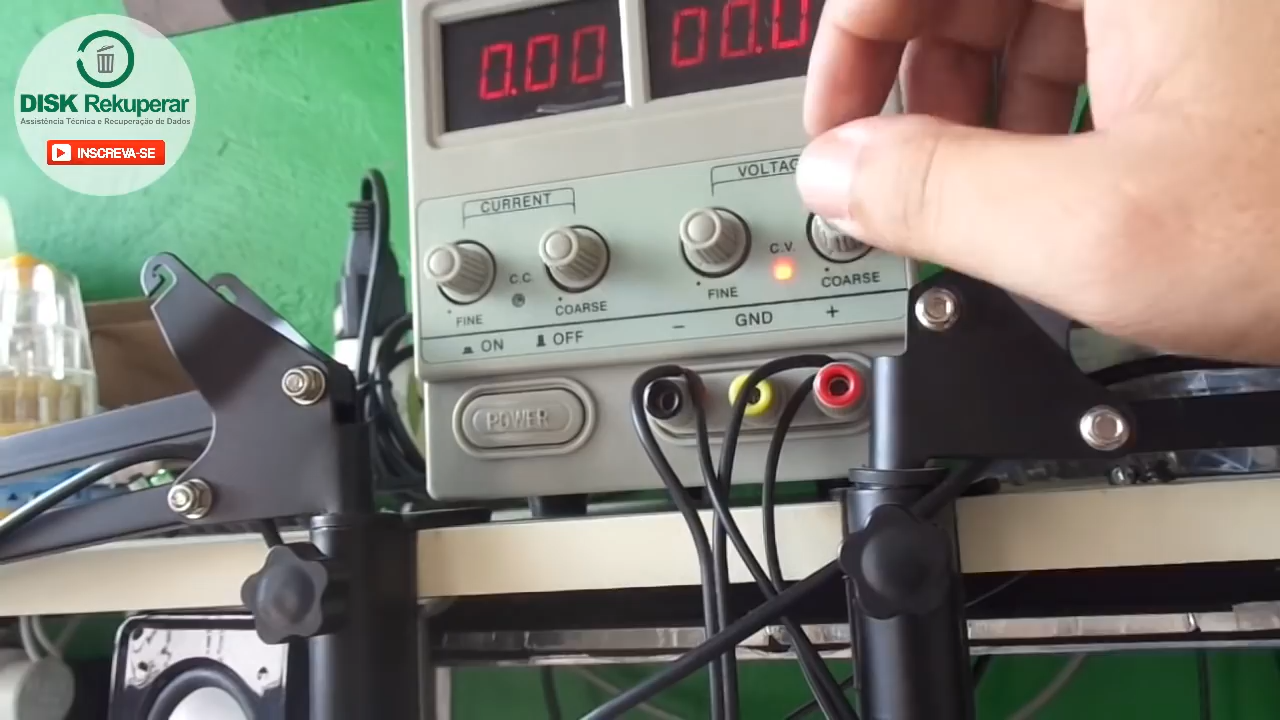 DISK Rekuperar
Assistência Técnica e Recuperação de Dados
INSCREVA-SE
0.00
00.0
VOLTAG
CURRENT
C.C.
C.V.
FINE
COARSE
FINE
COARSE
ON
OFF
−
GND
+
POWER